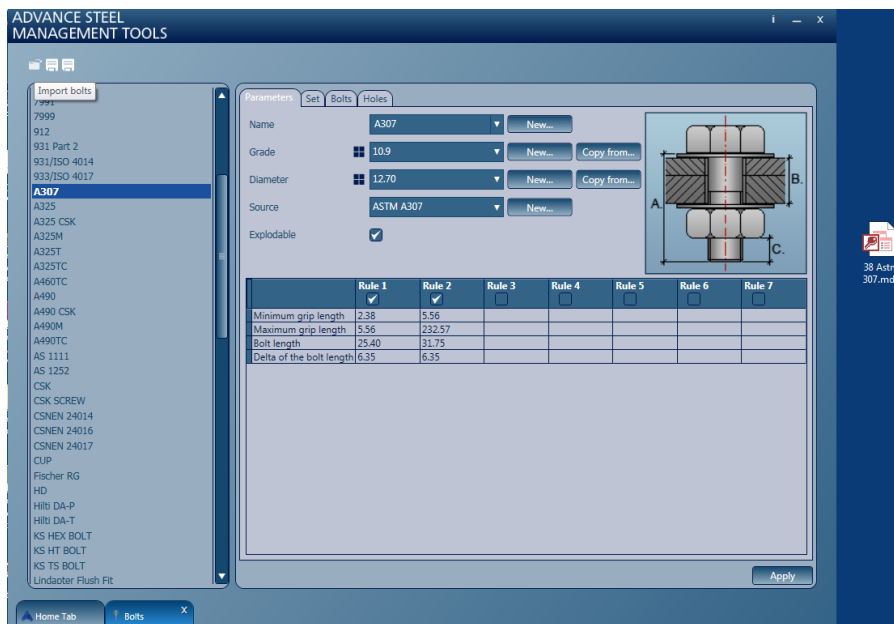 ADVANCE STEEL
MANAGEMENT TOOLS
i – x
Import bolts
7991
7999
912
931 Part 2
931/ISO 4014
933/ISO 4017
A307
A325
A325 CSK
A325M
A325T
A325TC
A460TC
A490
A490 CSK
A490M
A490TC
AS 1111
AS 1252
CSK
CSK SCREW
CSNEN 24014
CSNEN 24016
CSNEN 24017
CUP
Fischer RG
HD
Hilti DA-P
Hilti DA-T
KS HEX BOLT
KS HT BOLT
KS TS BOLT
Lindapter Flush Fit
Parameters Set Bolts Holes
Name A307 New...
Grade 10.9 New... Copy from...
Diameter 12.70 New... Copy from...
Source ASTM A307 New...
Explodable
A. B. C.
Rule 1 Rule 2 Rule 3 Rule 4 Rule 5 Rule 6 Rule 7
Minimum grip length 2.38 5.56
Maximum grip length 5.56 232.57
Bolt length 25.40 31.75
Delta of the bolt length 6.35 6.35
Apply
Home Tab Bolts X
38 Astr
307.md